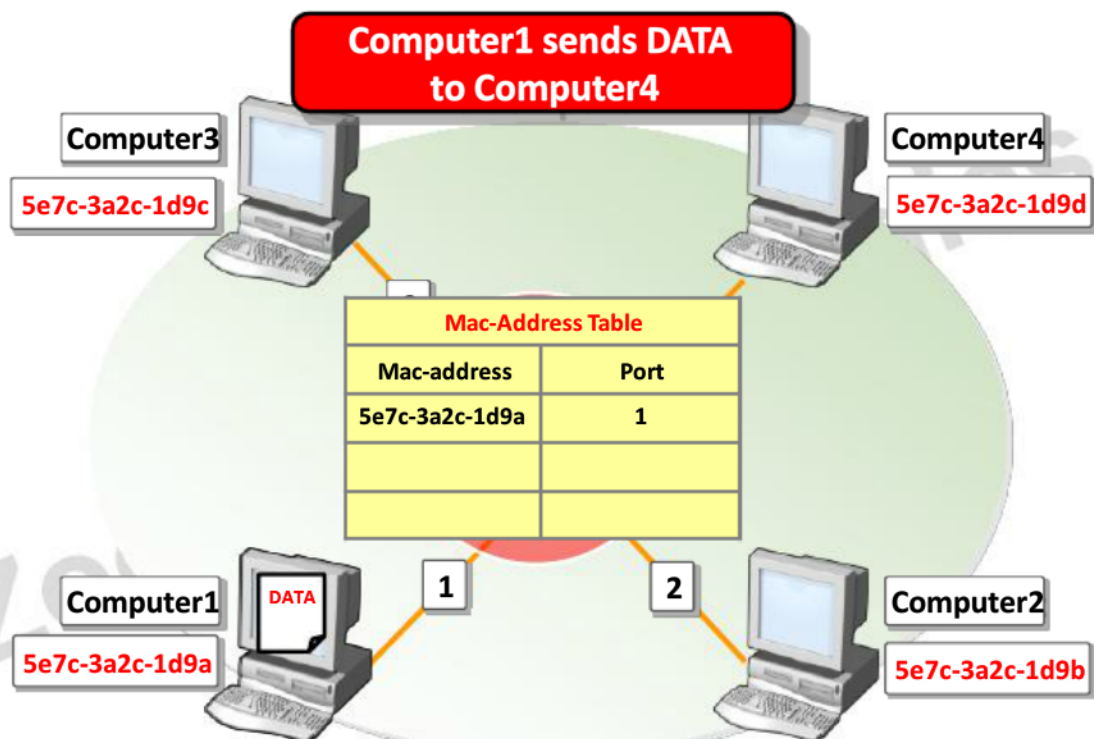 Computer1 sends DATA
to Computer4
Computer3
5e7c-3a2c-1d9c
Computer4
5e7c-3a2c-1d9d
Mac-Address Table
Mac-address Port
5e7c-3a2c-1d9a 1
1
2
Computer1
DATA
5e7c-3a2c-1d9a
Computer2
5e7c-3a2c-1d9b